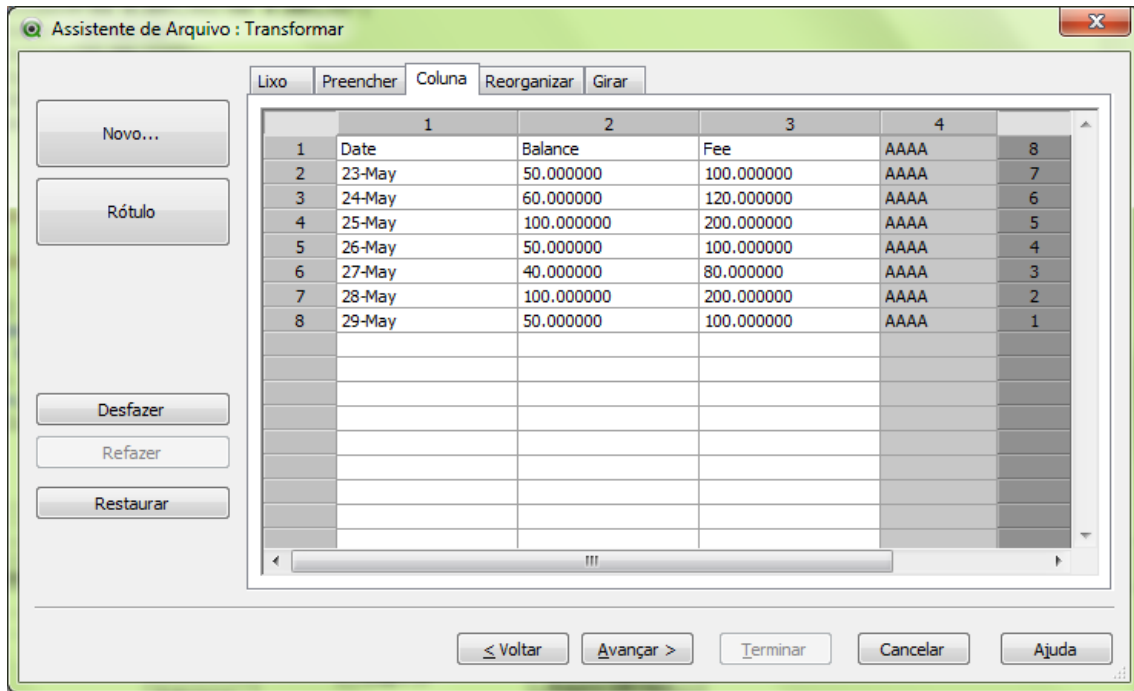 Assistente de Arquivo : Transformar
Lixo Preencher Coluna Reorganizar Girar
Novo...
Rótulo
Desfazer
Refazer
Restaurar
1 2 3 4
1 Date Balance Fee AAAA 8
2 23-May 50.000000 100.000000 AAAA 7
3 24-May 60.000000 120.000000 AAAA 6
4 25-May 100.000000 200.000000 AAAA 5
5 26-May 50.000000 100.000000 AAAA 4
6 27-May 40.000000 80.000000 AAAA 3
7 28-May 100.000000 200.000000 AAAA 2
8 29-May 50.000000 100.000000 AAAA 1
< Voltar Avançar > Terminar Cancelar Ajuda